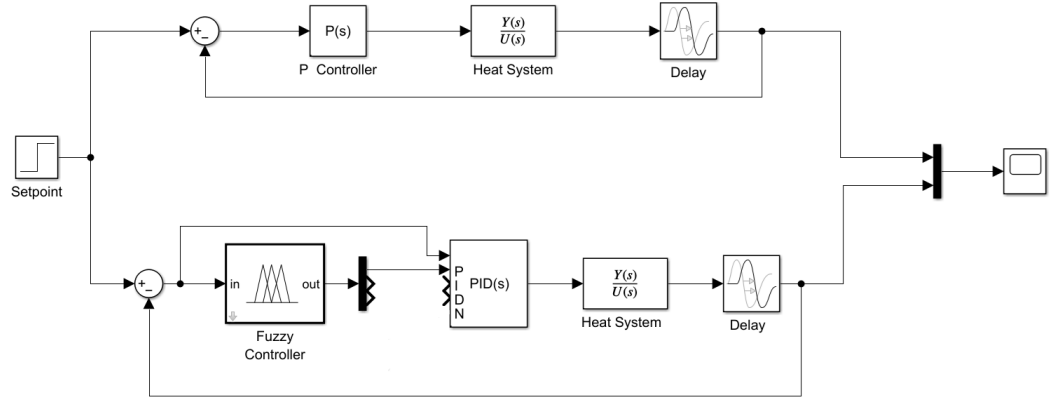 +
−
P(s)
Y(s)
U(s)
P Controller
Heat System
Delay
Setpoint
+
−
in
out
P
I
D
N
PID(s)
Y(s)
U(s)
Fuzzy
Controller
Heat System
Delay